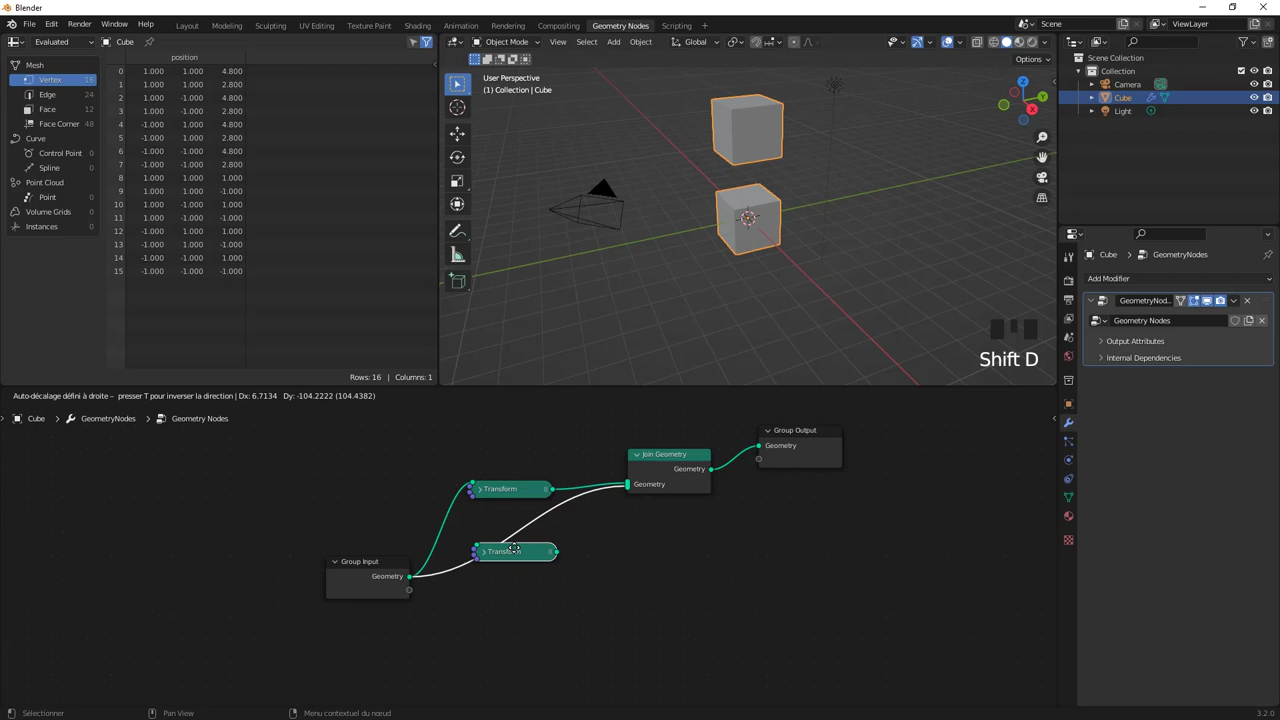 Blender
File Edit Render Window Help Layout Modeling Sculpting UV Editing Texture Paint Shading Animation Rendering Compositing Geometry Nodes Scripting + Scene ViewLayer
Evaluated Cube
Object Mode View Select Add Object Global
Options
Mesh
Vertex 16
Edge 24
Face 12
Face Corner 48
Curve
Control Point 0
Spline 0
Point Cloud
Point 0
Volume Grids 0
Instances 0
position
0 1.000 1.000 4.800
1 1.000 1.000 2.800
2 1.000 -1.000 4.800
3 1.000 -1.000 2.800
4 -1.000 1.000 4.800
5 -1.000 1.000 2.800
6 -1.000 -1.000 4.800
7 -1.000 -1.000 2.800
8 1.000 1.000 1.000
9 1.000 1.000 -1.000
10 1.000 -1.000 1.000
11 1.000 -1.000 -1.000
12 -1.000 1.000 1.000
13 -1.000 1.000 -1.000
14 -1.000 -1.000 1.000
15 -1.000 -1.000 -1.000
Rows: 16 | Columns: 1
User Perspective
(1) Collection | Cube
Z
Y
X
Shift D
Scene Collection
Collection
Camera
Cube
Light
Cube GeometryNodes
Add Modifier
GeometryNod..
Geometry Nodes
Output Attributes
Internal Dependencies
Auto-décalage défini à droite – presser T pour inverser la direction | Dx: 6.7134 Dy: -104.2222 (104.4382)
Cube GeometryNodes Geometry Nodes
Group Output
Geometry
Join Geometry
Geometry
Geometry
Transform
Transform
Group Input
Geometry
Sélectionner Pan View Menu contextuel du nœud 3.2.0